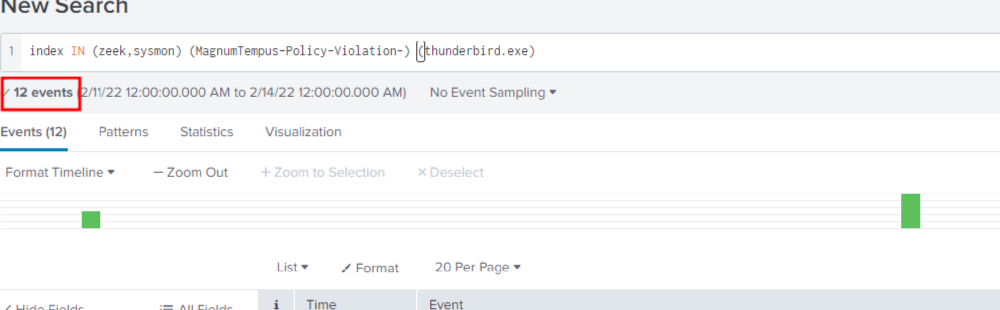 New Search
1 index IN (zeek,sysmon) (MagnumTempus-Policy-Violation-) (thunderbird.exe)
✓ 12 events (2/11/22 12:00:00.000 AM to 2/14/22 12:00:00.000 AM) No Event Sampling
Events (12) Patterns Statistics Visualization
Format Timeline — Zoom Out + Zoom to Selection × Deselect
List Format 20 Per Page
< Hide Fields All Fields i Time Event